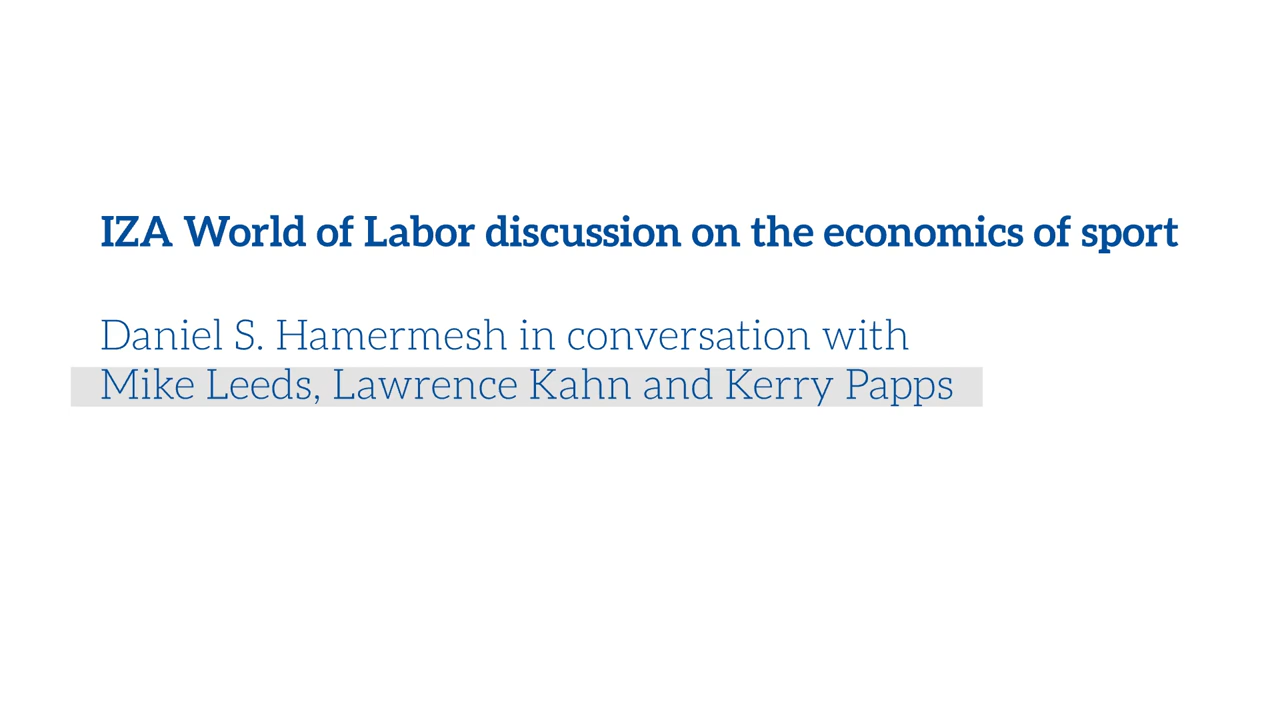 IZA World of Labor discussion on the economics of sport
Daniel S. Hamermesh in conversation with
Mike Leeds, Lawrence Kahn and Kerry Papps